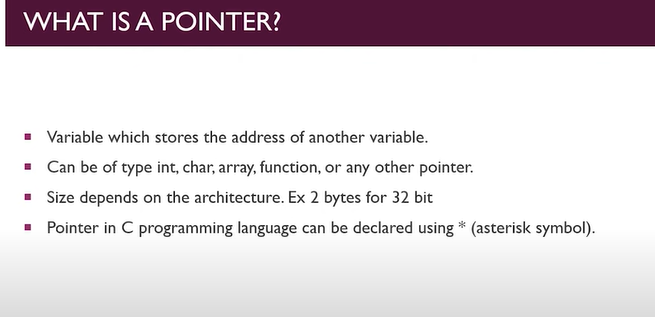 WHAT IS A POINTER?
Variable which stores the address of another variable.
Can be of type int, char, array, function, or any other pointer.
Size depends on the architecture. Ex 2 bytes for 32 bit
Pointer in C programming language can be declared using * (asterisk symbol).